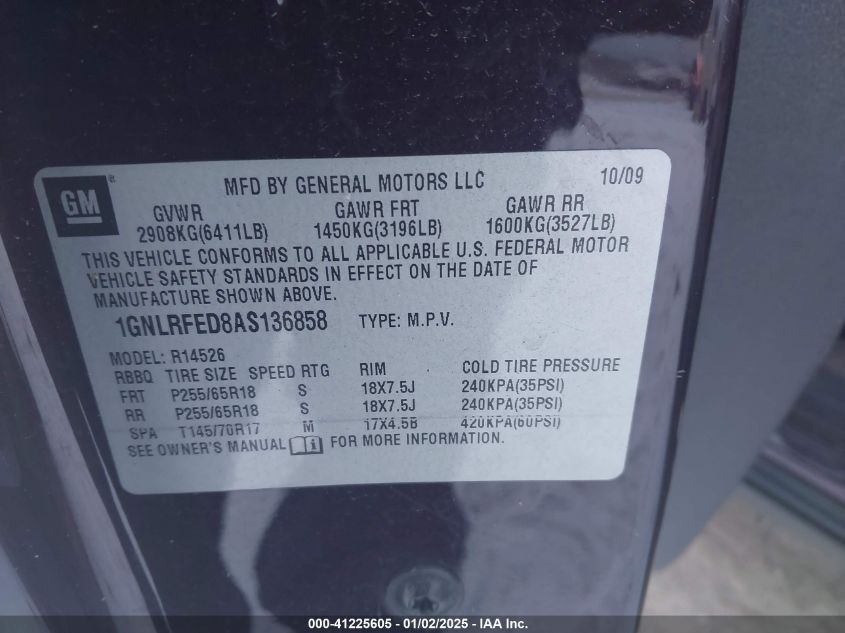 GM®
MFD BY GENERAL MOTORS LLC 10/09
GVWR GAWR FRT GAWR RR
2908KG(6411LB) 1450KG(3196LB) 1600KG(3527LB)
THIS VEHICLE CONFORMS TO ALL APPLICABLE U.S. FEDERAL MOTOR
VEHICLE SAFETY STANDARDS IN EFFECT ON THE DATE OF
MANUFACTURE SHOWN ABOVE.
1GNLRFED8AS136858 TYPE: M.P.V.
MODEL: R14526
RBBQ TIRE SIZE SPEED RTG RIM COLD TIRE PRESSURE
FRT P255/65R18 S 18X7.5J 240KPA(35PSI)
RR P255/65R18 S 18X7.5J 240KPA(35PSI)
SPA T145/70R17 M 17X4.5B 420KPA(60PSI)
SEE OWNER'S MANUAL FOR MORE INFORMATION.
000-41225605 - 01/02/2025 - IAA Inc.